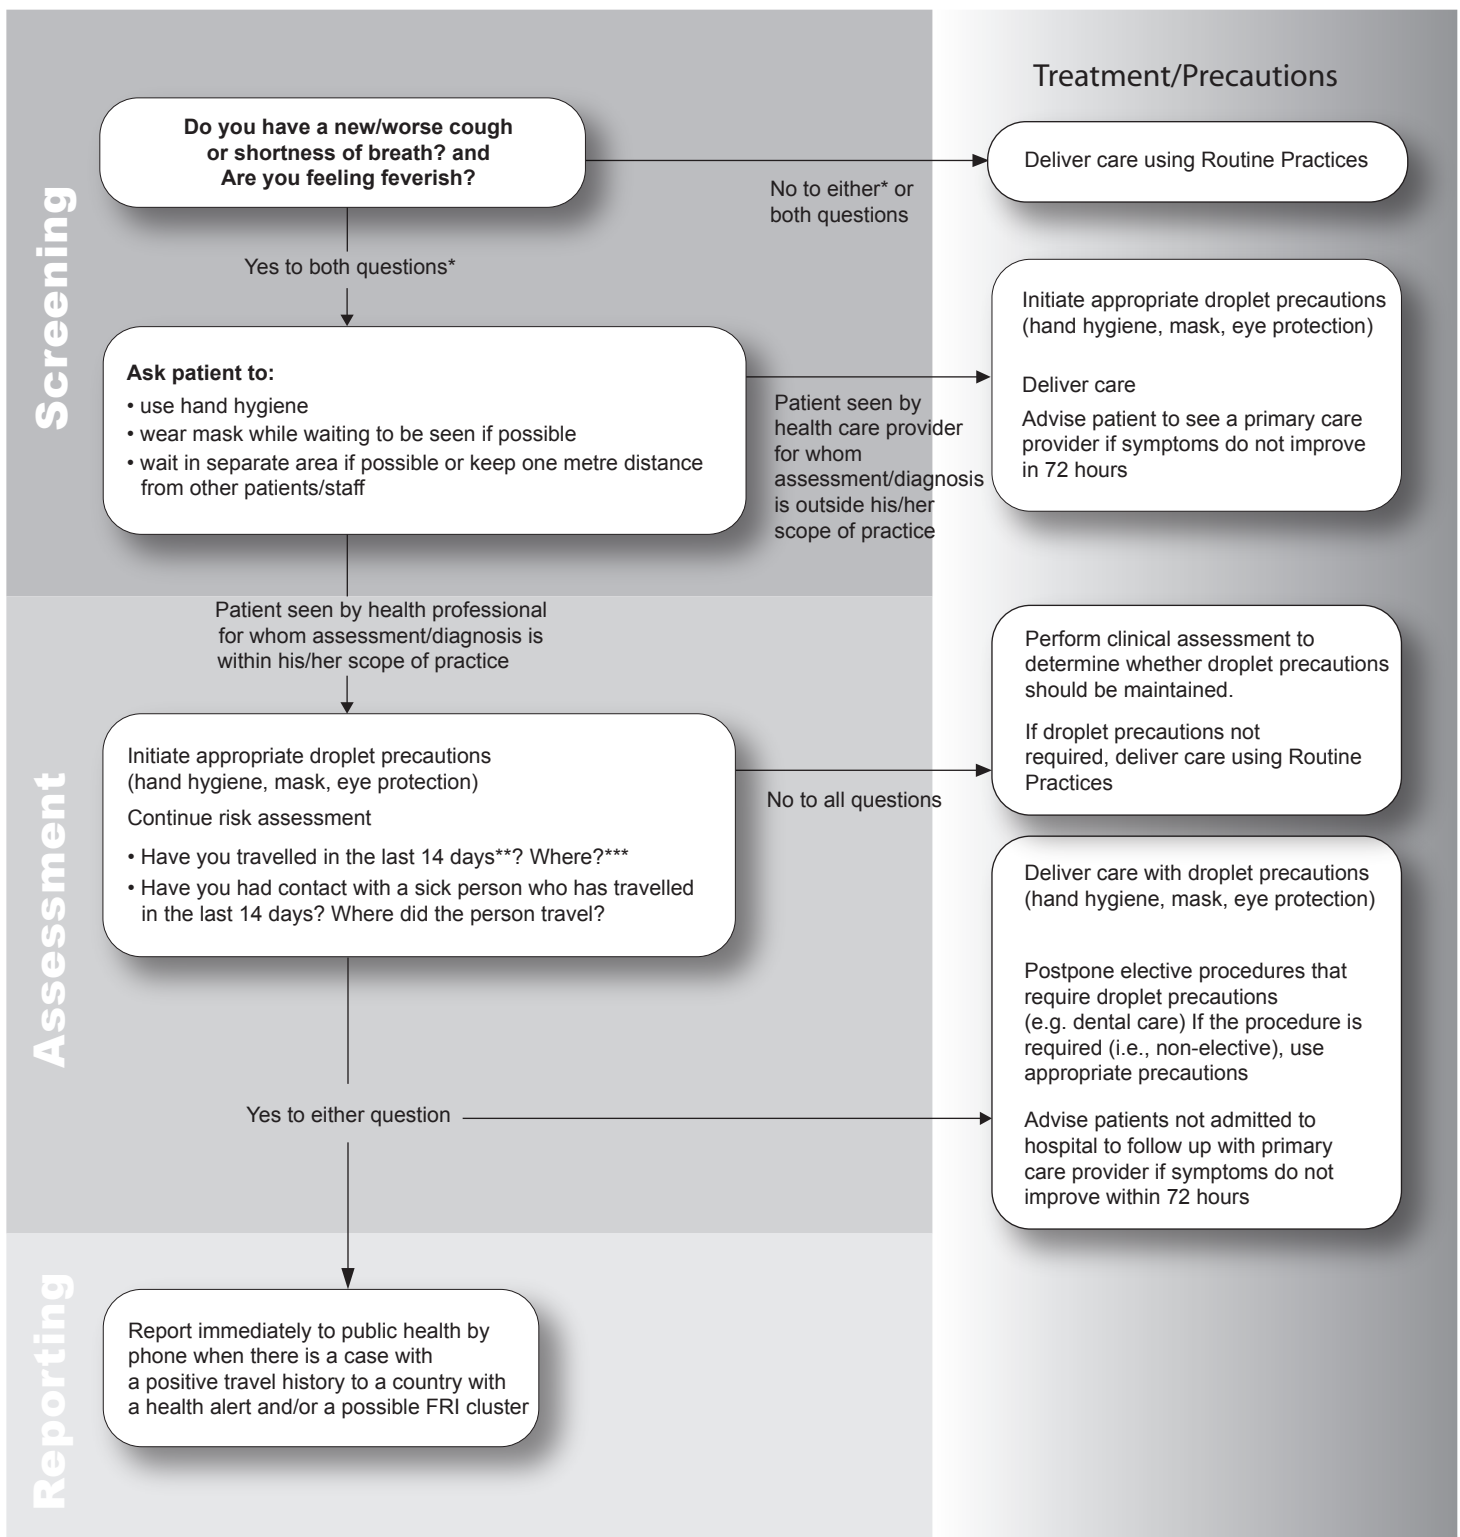 Treatment/Precautions
Screening
Do you have a new/worse cough
or shortness of breath? and
Are you feeling feverish?
No to either* or
both questions
Deliver care using Routine Practices
Yes to both questions*
Ask patient to:
• use hand hygiene
• wear mask while waiting to be seen if possible
• wait in separate area if possible or keep one metre distance
from other patients/staff
Patient seen by
health care provider
for whom
assessment/diagnosis
is outside his/her
scope of practice
Initiate appropriate droplet precautions
(hand hygiene, mask, eye protection)
Deliver care
Advise patient to see a primary care
provider if symptoms do not improve
in 72 hours
Patient seen by health professional
for whom assessment/diagnosis is
within his/her scope of practice
Assessment
Initiate appropriate droplet precautions
(hand hygiene, mask, eye protection)
Continue risk assessment
• Have you travelled in the last 14 days**? Where?***
• Have you had contact with a sick person who has travelled
in the last 14 days? Where did the person travel?
No to all questions
Perform clinical assessment to
determine whether droplet precautions
should be maintained.
If droplet precautions not
required, deliver care using Routine
Practices
Yes to either question
Deliver care with droplet precautions
(hand hygiene, mask, eye protection)
Postpone elective procedures that
require droplet precautions
(e.g. dental care) If the procedure is
required (i.e., non-elective), use
appropriate precautions
Advise patients not admitted to
hospital to follow up with primary
care provider if symptoms do not
improve within 72 hours
Reporting
Report immediately to public health by
phone when there is a case with
a positive travel history to a country with
a health alert and/or a possible FRI cluster